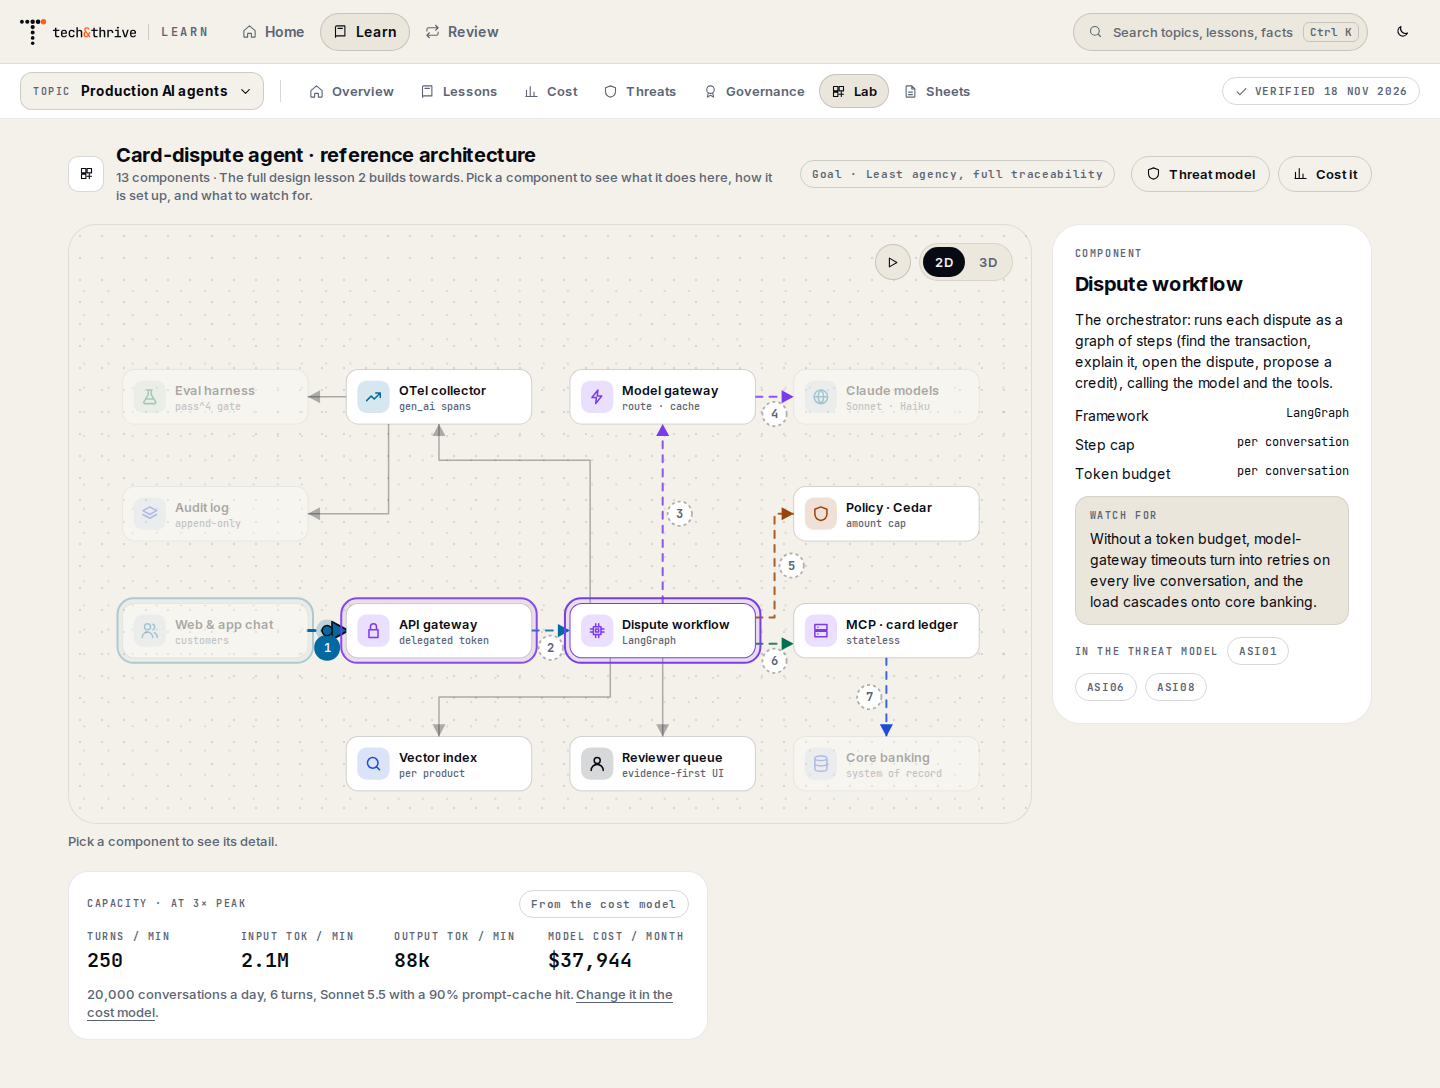 tech&thrive
LEARN
Home
Learn
Review
Search topics, lessons, facts
Ctrl K
TOPIC
Production AI agents
Overview
Lessons
Cost
Threats
Governance
Lab
Sheets
VERIFIED 18 NOV 2026
Card-dispute agent · reference architecture
13 components · The full design lesson 2 builds towards. Pick a component to see what it does here, how it
is set up, and what to watch for.
Goal · Least agency, full traceability
Threat model
Cost it
2D
3D
Eval harness
pass^4 gate
OTel collector
gen_ai spans
Model gateway
route · cache
4
Claude models
Sonnet · Haiku
Audit log
append-only
3
Policy · Cedar
amount cap
5
Web & app chat
customers
1
API gateway
delegated token
2
Dispute workflow
LangGraph
6
MCP · card ledger
stateless
7
Vector index
per product
Reviewer queue
evidence-first UI
Core banking
system of record
Pick a component to see its detail.
COMPONENT
Dispute workflow
The orchestrator: runs each dispute as a
graph of steps (find the transaction,
explain it, open the dispute, propose a
credit), calling the model and the tools.
Framework
LangGraph
Step cap
per conversation
Token budget
per conversation
WATCH FOR
Without a token budget, model-
gateway timeouts turn into retries on
every live conversation, and the
load cascades onto core banking.
IN THE THREAT MODEL
ASI01
ASI06
ASI08
CAPACITY · AT 3× PEAK
From the cost model
TURNS / MIN
250
INPUT TOK / MIN
2.1M
OUTPUT TOK / MIN
88k
MODEL COST / MONTH
$37,944
20,000 conversations a day, 6 turns, Sonnet 5.5 with a 90% prompt-cache hit. Change it in the
cost model.